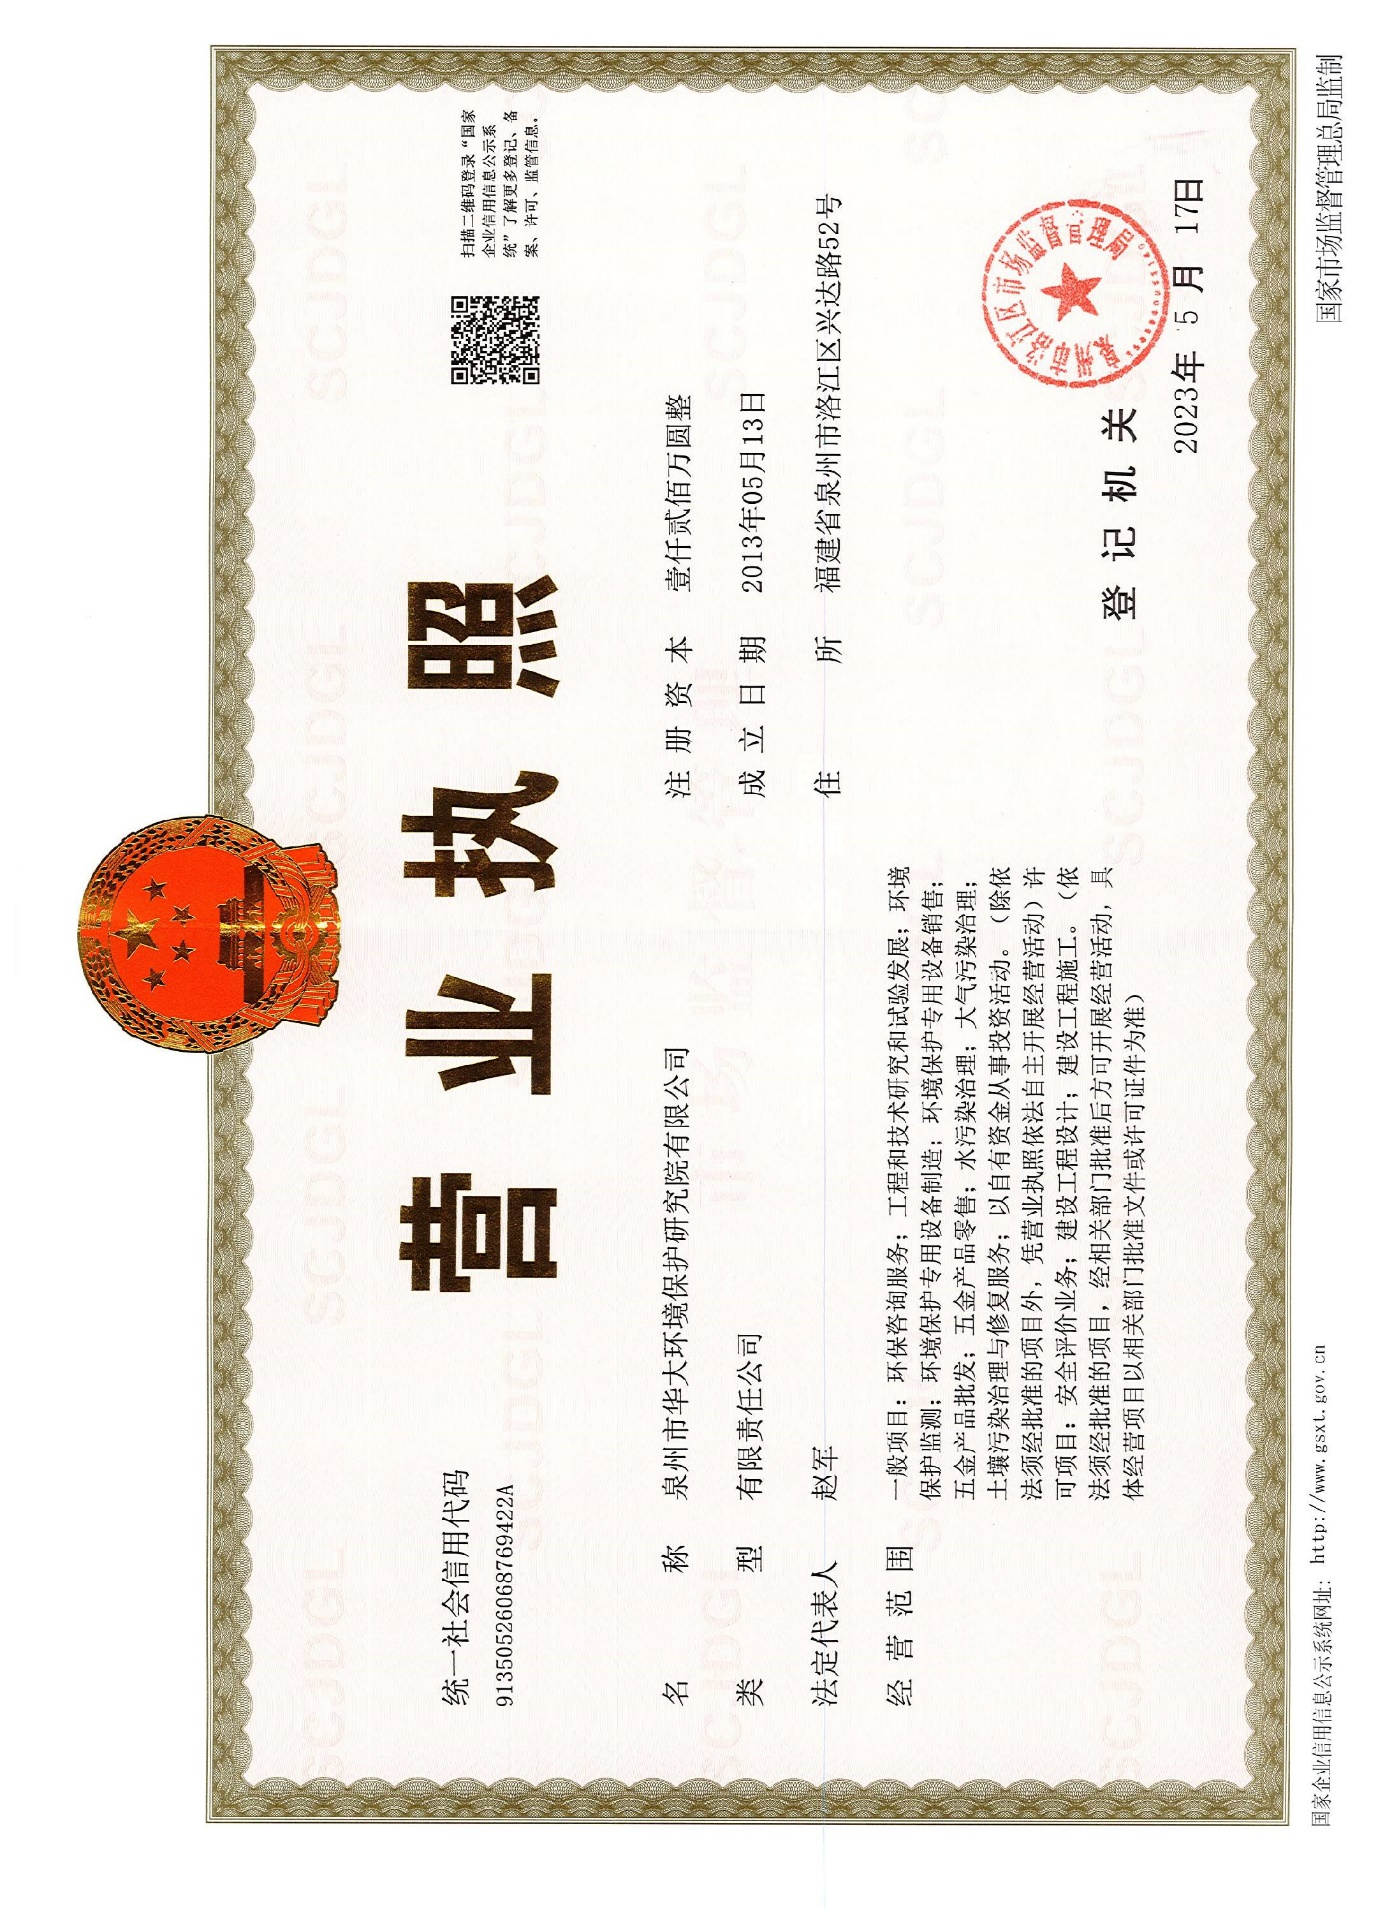 营业执照
统一社会信用代码
91350526068769422A
扫描二维码登录“国家
企业信用信息公示系
统”了解更多登记、备
案、许可、监管信息。
名称 泉州市华大环境保护研究院有限公司
类型 有限责任公司
法定代表人 赵军
经营范围 一般项目：环保咨询服务；工程和技术研究和试验发展；环境
保护监测；环境保护专用设备制造；环境保护专用设备销售；
五金产品批发；五金产品零售；水污染治理；大气污染治理；
土壤污染治理与修复服务；以自有资金从事投资活动。（除依
法须经批准的项目外，凭营业执照依法自主开展经营活动）许
可项目：安全评价业务；建设工程设计；建设工程施工。（依
法须经批准的项目，经相关部门批准后方可开展经营活动，具
体经营项目以相关部门批准文件或许可证件为准）
注册资本 壹仟贰佰万圆整
成立日期 2013年05月13日
住所 福建省泉州市洛江区兴达路52号
登记机关
泉州市洛江区市场监督管理局
2023年 5 月 17日
国家企业信用信息公示系统网址：http://www.gsxt.gov.cn
国家市场监督管理总局监制
SCJDGL